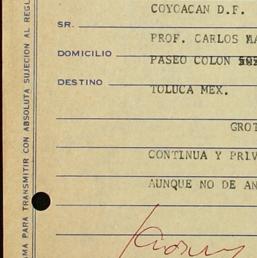 COYOACAN D.F.
SR.
PROF. CARLOS
DOMICILIO
PASEO COLON
DESTINO
TOLUCA MEX.
GROT
CONTINUA Y PRIV
AUNQUE NO DE AN
MA PARA TRANSMITIR CON ABSOLUTA SUJECION AL REGL